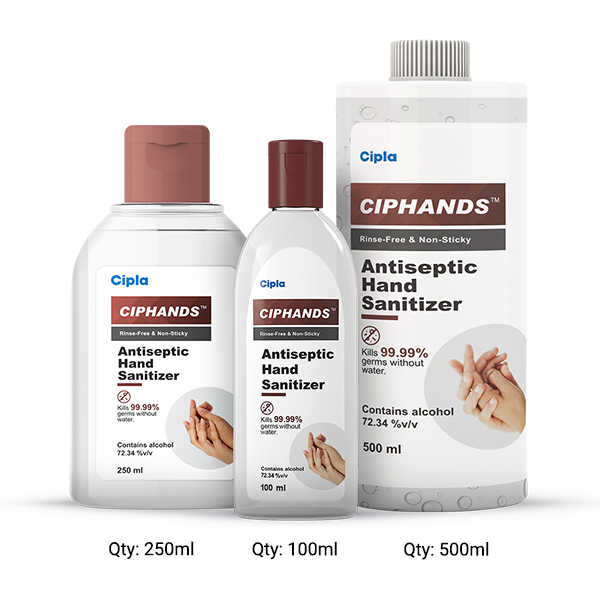 Cipla
CIPHANDS™
Rinse-Free & Non-Sticky
Antiseptic
Hand
Sanitizer
Kills 99.99%
germs without
water.
Contains alcohol
72.34 %v/v
250 ml
Cipla
CIPHANDS™
Rinse-Free & Non-Sticky
Antiseptic
Hand
Sanitizer
Kills 99.99%
germs without
water.
Contains alcohol
72.34 %v/v
100 ml
Cipla
CIPHANDS™
Rinse-Free & Non-Sticky
Antiseptic
Hand
Sanitizer
Kills 99.99%
germs without
water.
Contains alcohol
72.34 %v/v
500 ml
Qty: 250ml
Qty: 100ml
Qty: 500ml